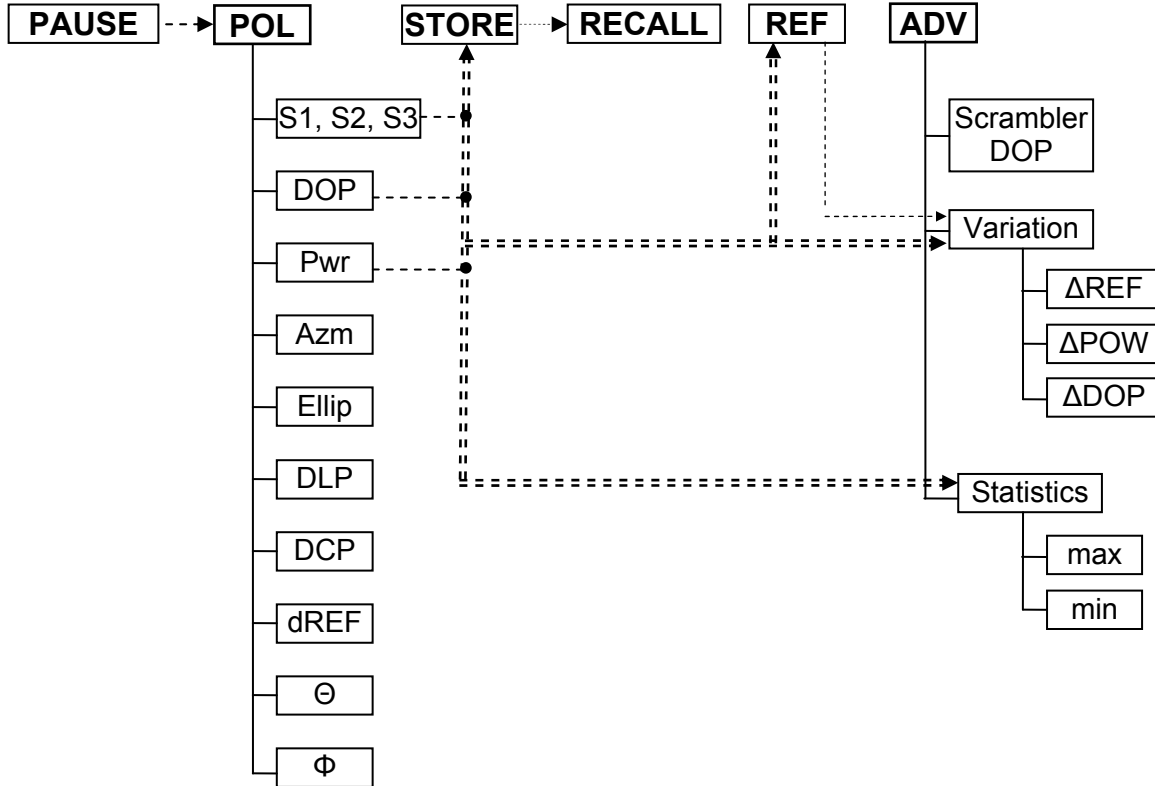 PAUSE
POL
STORE
RECALL
REF
ADV
S1, S2, S3
DOP
Pwr
Azm
Ellip
DLP
DCP
dREF
Θ
Φ
Scrambler
DOP
Variation
ΔREF
ΔPOW
ΔDOP
Statistics
max
min